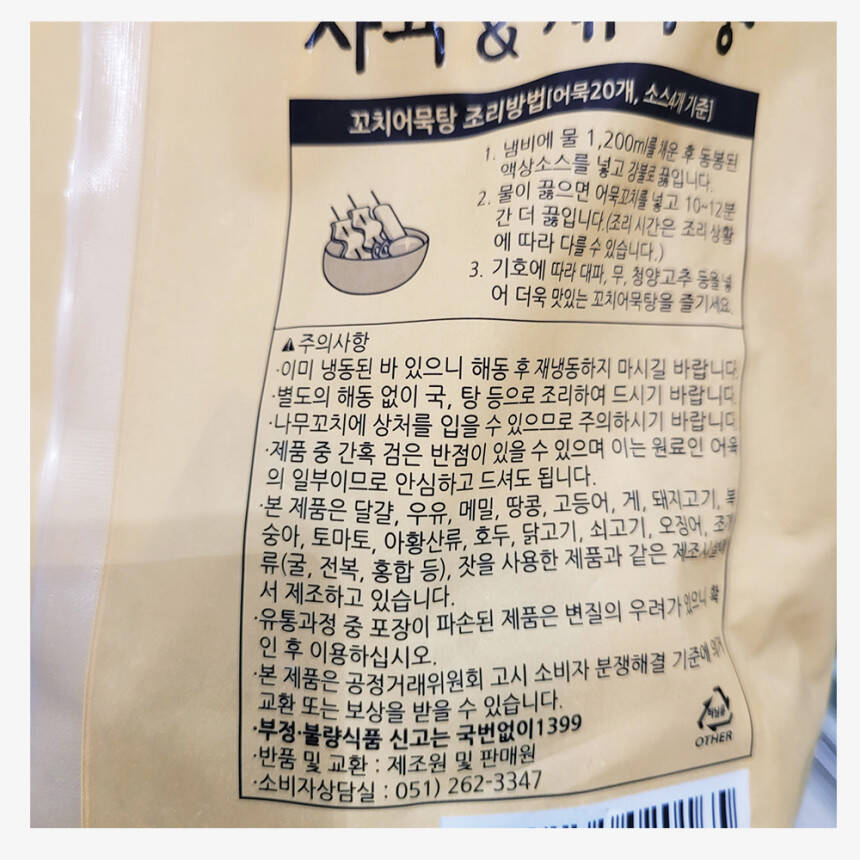 &
꼬치어묵탕 조리방법[어묵20개, 소스4개 기준]
1. 냄비에 물 1,200ml를 채운 후 동봉된
액상소스를 넣고 강불로 끓입니다.
2. 물이 끓으면 어묵꼬치를 넣고 10~12분
간 더 끓입니다.(조리 시간은 조리 상황
에 따라 다를 수 있습니다.)
3. 기호에 따라 대파, 무, 청양고추 등을 넣
어 더욱 맛있는 꼬치어묵탕을 즐기세요.
⚠주의사항
·이미 냉동된 바 있으니 해동 후 재냉동하지 마시길 바랍니다
·별도의 해동 없이 국, 탕 등으로 조리하여 드시기 바랍니다
·나무꼬치에 상처를 입을 수 있으므로 주의하시기 바랍니다
·제품 중 간혹 검은 반점이 있을 수 있으며 이는 원료인 어육
의 일부이므로 안심하고 드셔도 됩니다.
·본 제품은 달걀, 우유, 메밀, 땅콩, 고등어, 게, 돼지고기, 복
숭아, 토마토, 아황산류, 호두, 닭고기, 쇠고기, 오징어, 조개
류(굴, 전복, 홍합 등), 잣을 사용한 제품과 같은 제조시설에
서 제조하고 있습니다.
·유통과정 중 포장이 파손된 제품은 변질의 우려가 있으니 확
인 후 이용하십시오.
·본 제품은 공정거래위원회 고시 소비자 분쟁해결 기준에 의거
교환 또는 보상을 받을 수 있습니다.
·부정·불량식품 신고는 국번없이1399
·반품 및 교환 : 제조원 및 판매원
·소비자상담실 : 051) 262-3347
비닐류
OTHER